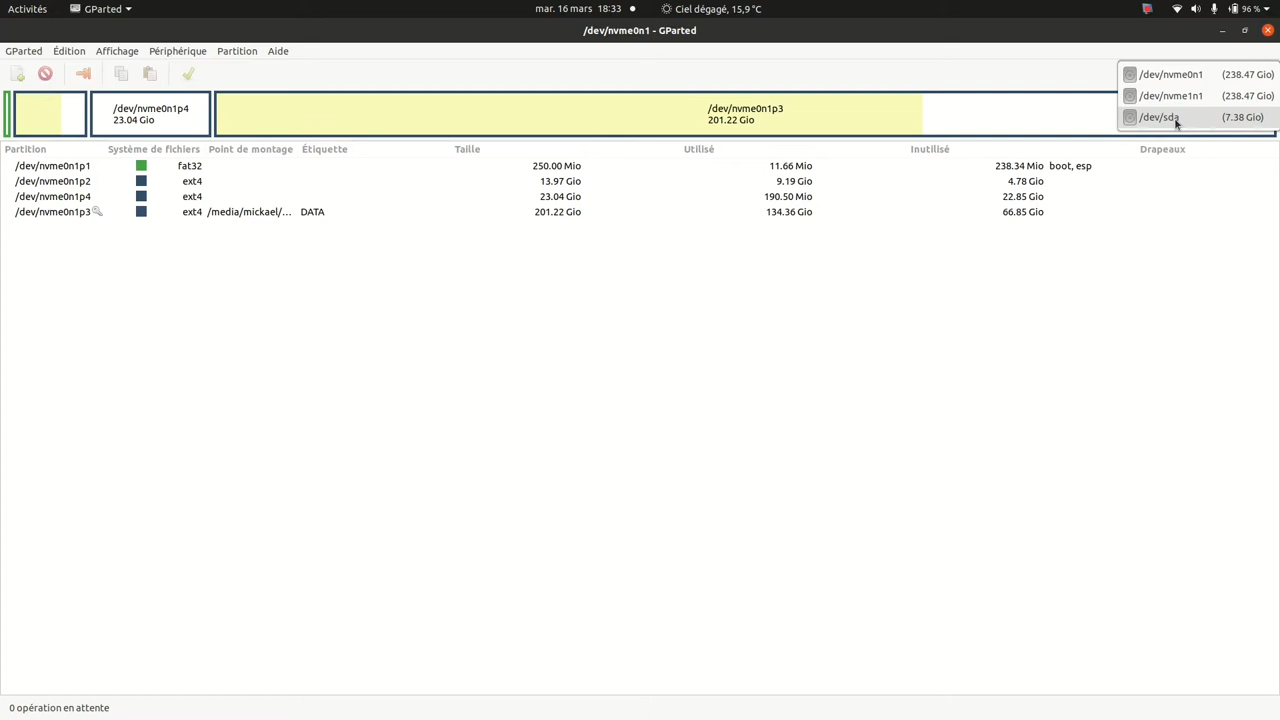 Activités GParted mar. 16 mars 18:33 Ciel dégagé, 15,9 °C 96 %
/dev/nvme0n1 - GParted
GParted Édition Affichage Périphérique Partition Aide
/dev/nvme0n1 (238.47 Gio)
/dev/nvme1n1 (238.47 Gio)
/dev/sda (7.38 Gio)
/dev/nvme0n1p4
23.04 Gio
/dev/nvme0n1p3
201.22 Gio
Partition Système de fichiers Point de montage Étiquette Taille Utilisé Inutilisé Drapeaux
/dev/nvme0n1p1 fat32 250.00 Mio 11.66 Mio 238.34 Mio boot, esp
/dev/nvme0n1p2 ext4 13.97 Gio 9.19 Gio 4.78 Gio
/dev/nvme0n1p4 ext4 23.04 Gio 190.50 Mio 22.85 Gio
/dev/nvme0n1p3 ext4 /media/mickael/... DATA 201.22 Gio 134.36 Gio 66.85 Gio
0 opération en attente